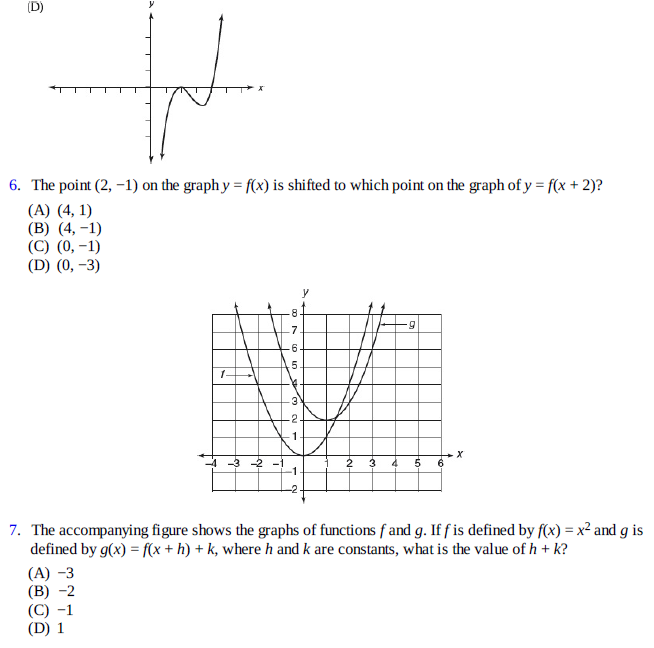 (D)
y
x
6. The point (2, −1) on the graph y = f(x) is shifted to which point on the graph of y = f(x + 2)?
(A) (4, 1)
(B) (4, −1)
(C) (0, −1)
(D) (0, −3)
y
8
7
6
5
4
3
2
1
g
f
x
-4 -3 -2 -1 1 2 3 4 5 6
-1
-2
7. The accompanying figure shows the graphs of functions f and g. If f is defined by f(x) = x² and g is
defined by g(x) = f(x + h) + k, where h and k are constants, what is the value of h + k?
(A) −3
(B) −2
(C) −1
(D) 1